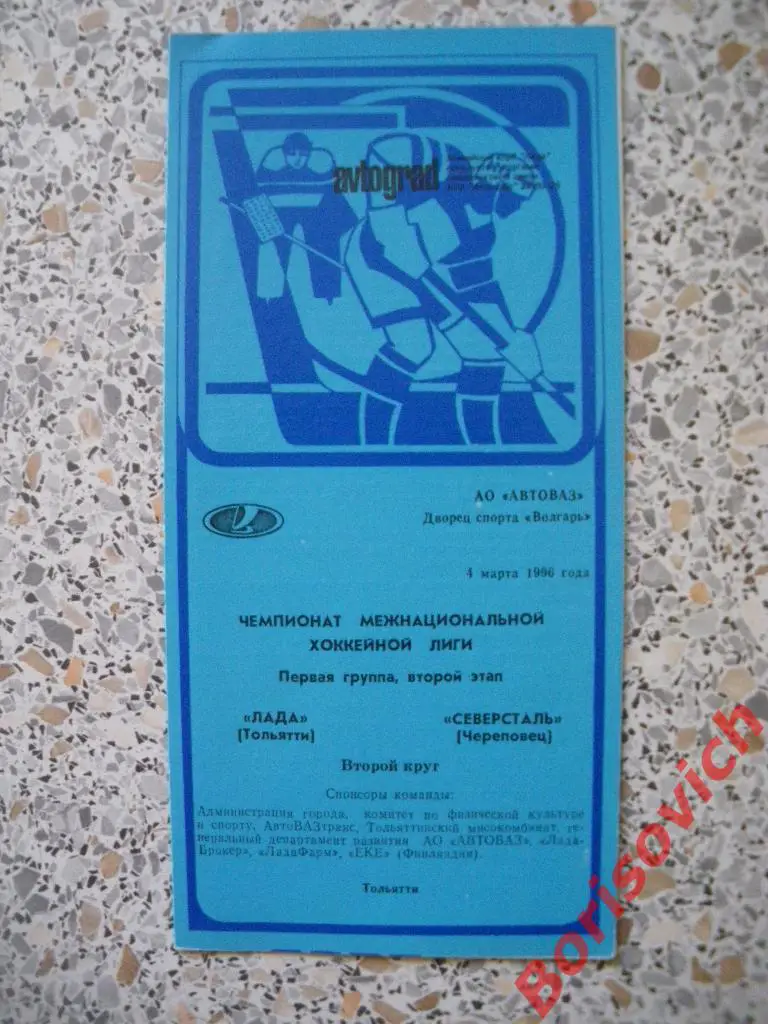 avtograd
АО «АВТОВАЗ»
Дворец спорта «Волгарь»
4 марта 1996 года
ЧЕМПИОНАТ МЕЖНАЦИОНАЛЬНОЙ
ХОККЕЙНОЙ ЛИГИ
Первая группа, второй этап
«ЛАДА» «СЕВЕРСТАЛЬ»
(Тольятти) (Череповец)
Второй круг
Спонсоры команды:
Администрация города, комитет по физической культуре
и спорту, АвтоВАЗтранс, Тольяттинский мясокомбинат, ге-
неральный департамент развития АО «АВТОВАЗ», «Лада-
Брокер», «ЛадаФарм», «ЕКЕ» (Финляндия).
Тольятти
Borisovich